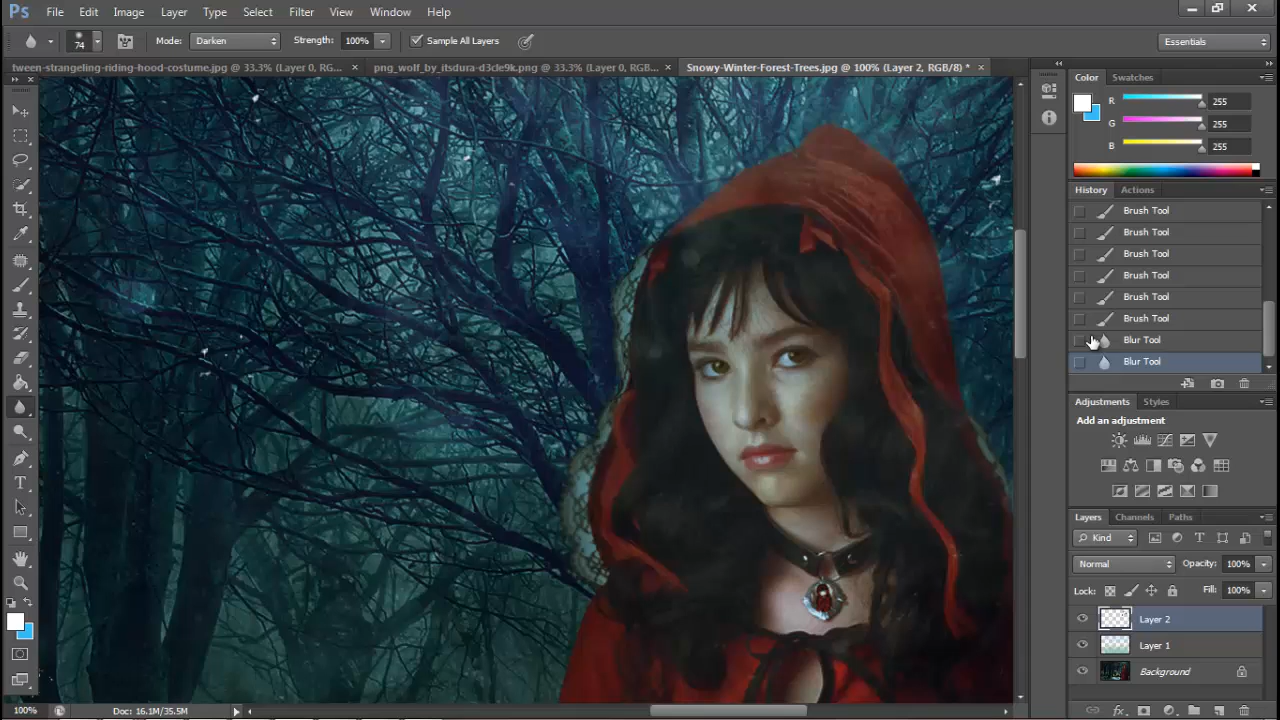 Ps File Edit Image Layer Type Select Filter View Window Help
74 Mode: Darken Strength: 100% Sample All Layers Essentials
tween-strangeling-riding-hood-costume.jpg @ 33.3% (Layer 0, RG... × png_wolf_by_itsdura-d3cle9k.png @ 33.3% (Layer 0, RGB... × Snowy-Winter-Forest-Trees.jpg @ 100% (Layer 2, RGB/8) * ×
Color Swatches
R 255
G 255
B 255
History Actions
Brush Tool
Brush Tool
Brush Tool
Brush Tool
Brush Tool
Brush Tool
Blur Tool
Blur Tool
Adjustments Styles
Add an adjustment
Layers Channels Paths
Kind
Normal Opacity: 100%
Lock: Fill: 100%
Layer 2
Layer 1
Background
100% Doc: 16.1M/35.5M